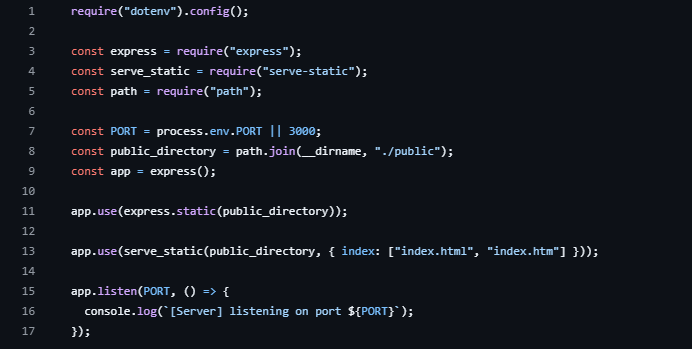 1 require("dotenv").config();
2
3 const express = require("express");
4 const serve_static = require("serve-static");
5 const path = require("path");
6
7 const PORT = process.env.PORT || 3000;
8 const public_directory = path.join(__dirname, "./public");
9 const app = express();
10
11 app.use(express.static(public_directory));
12
13 app.use(serve_static(public_directory, { index: ["index.html", "index.htm"] }));
14
15 app.listen(PORT, () => {
16   console.log(`[Server] listening on port ${PORT}`);
17 });